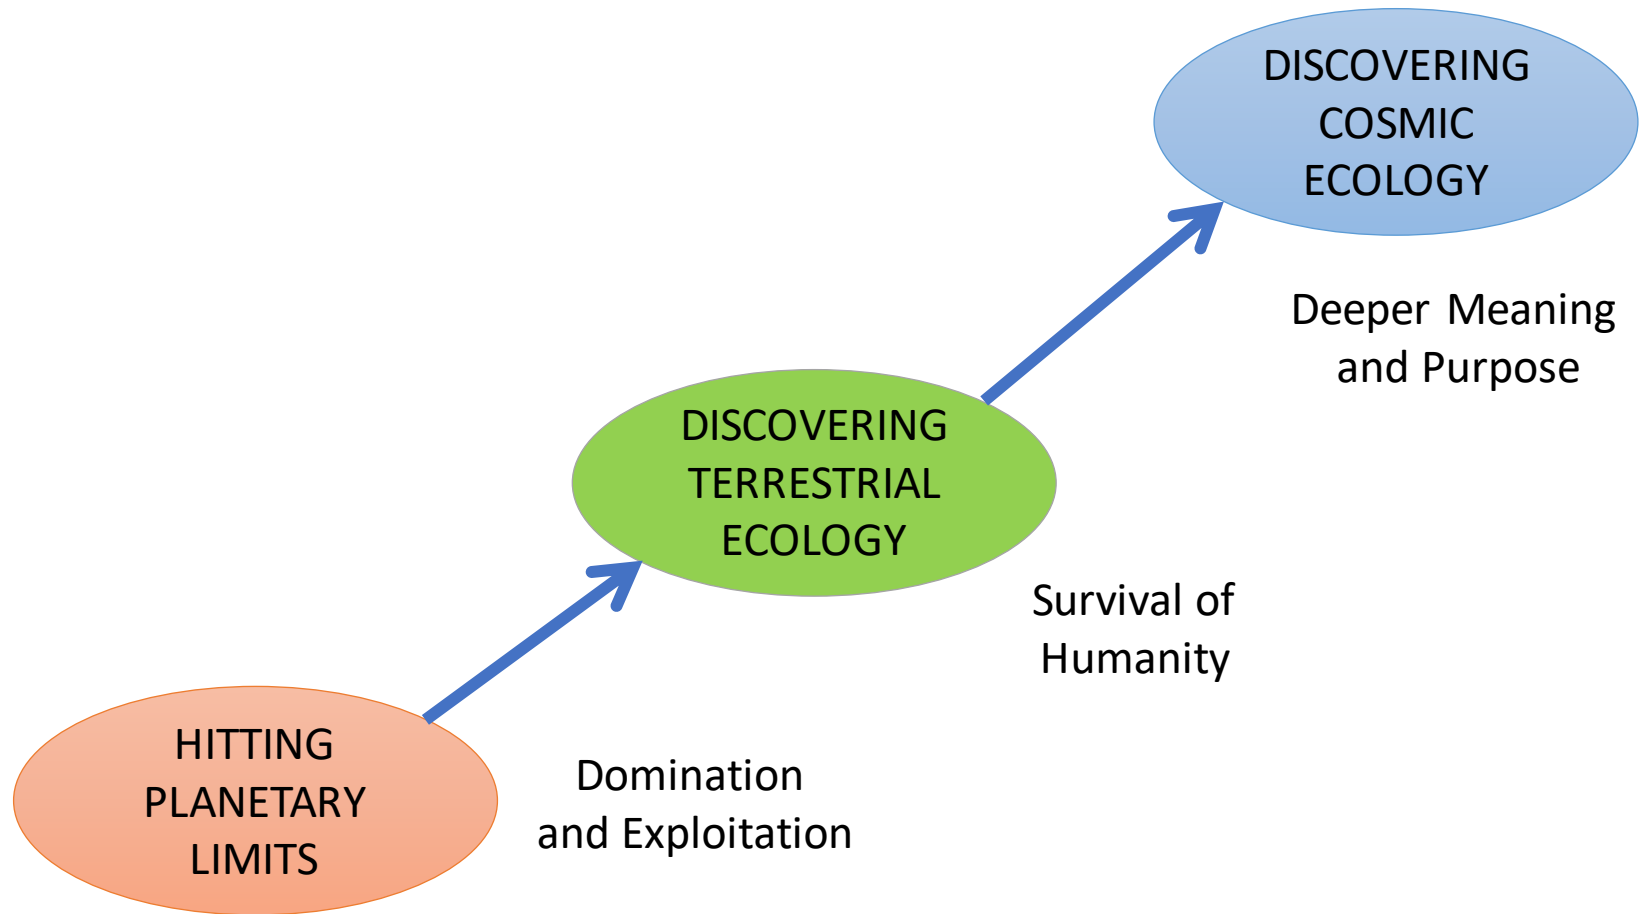 DISCOVERING
COSMIC
ECOLOGY
Deeper Meaning
and Purpose
DISCOVERING
TERRESTRIAL
ECOLOGY
Survival of
Humanity
HITTING
PLANETARY
LIMITS
Domination
and Exploitation